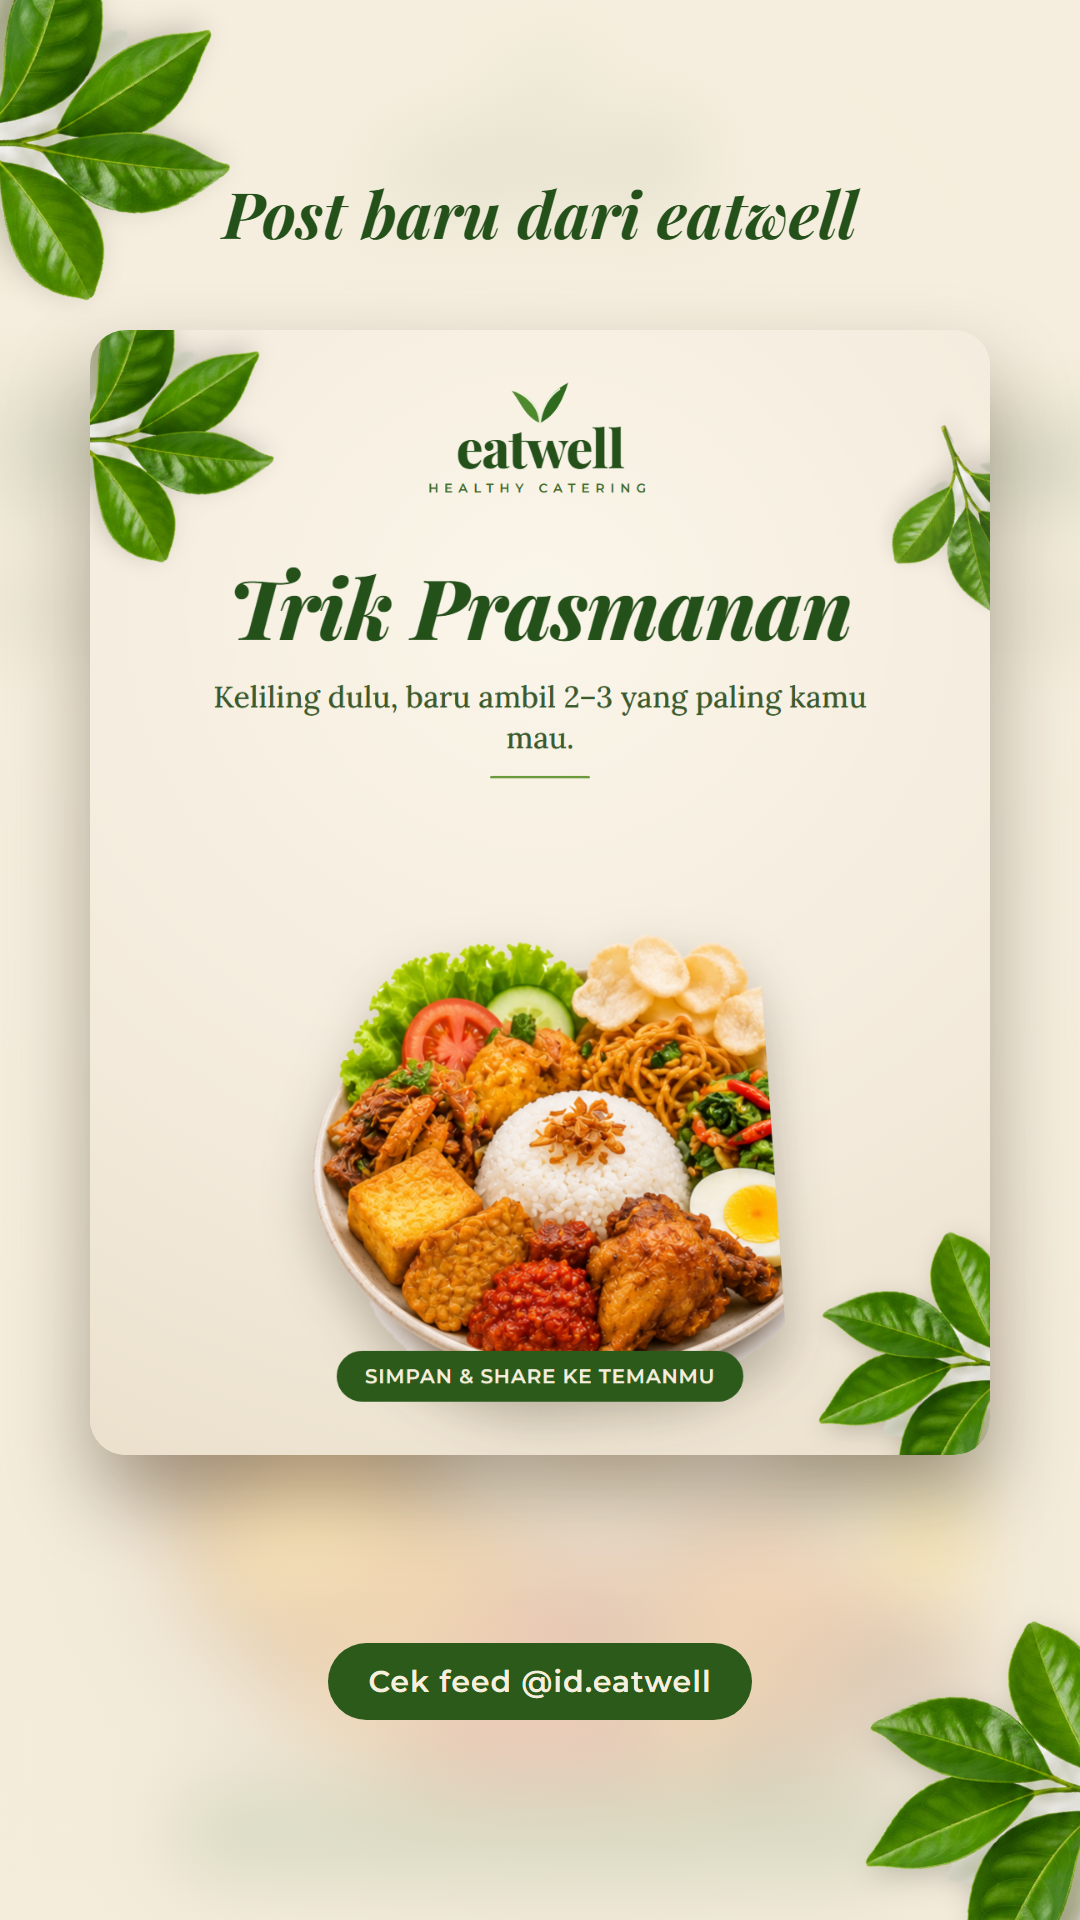 Post baru dari eatwell
eatwell
HEALTHY CATERING
Trik Prasmanan
Keliling dulu, baru ambil 2–3 yang paling kamu
mau.
SIMPAN & SHARE KE TEMANMU
Cek feed @id.eatwell